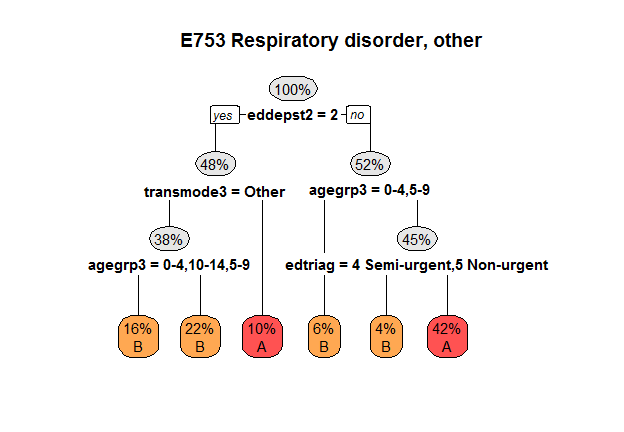 E753 Respiratory disorder, other
100%
yes eddepst2 = 2 no
48% 52%
transmode3 = Other agegrp3 = 0-4,5-9
38% 45%
agegrp3 = 0-4,10-14,5-9 edtriag = 4 Semi-urgent,5 Non-urgent
16% 22% 10% 6% 4% 42%
B B A B B A